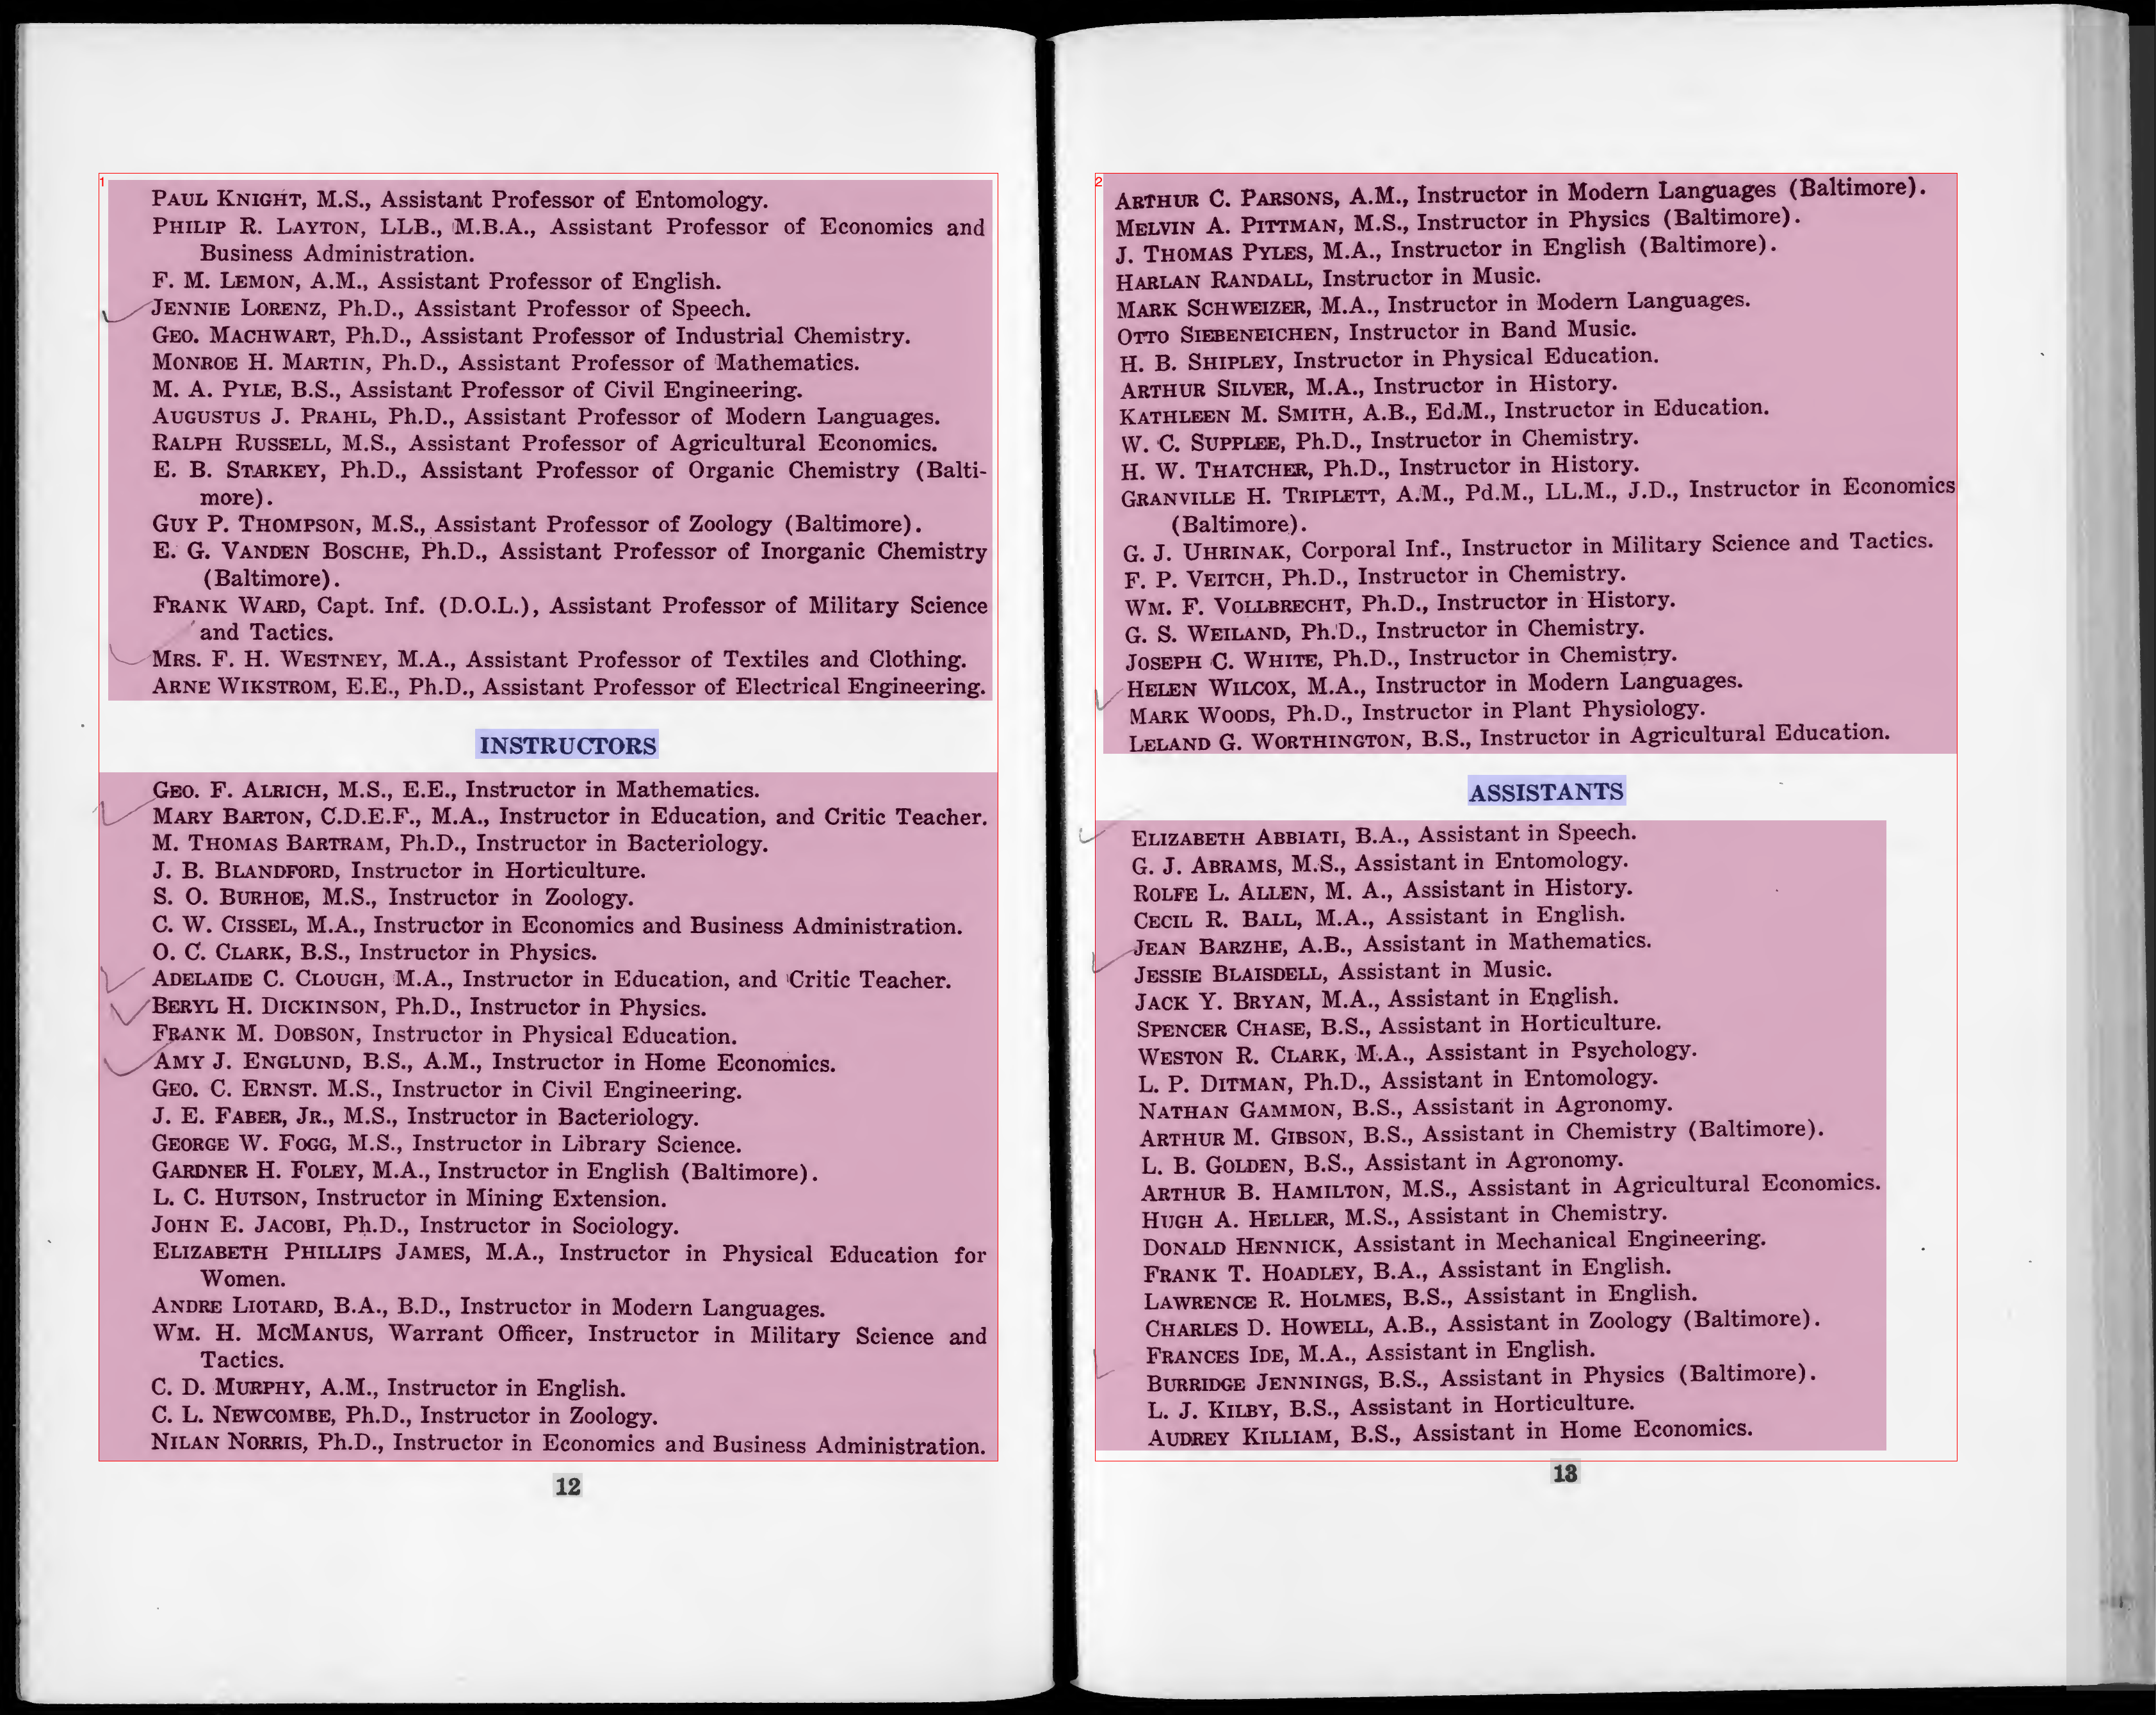 PAUL KNIGHT, M.S., Assistant Professor of Entomology.
PHILIP R. LAYTON, LLB., M.B.A., Assistant Professor of Economics and
Business Administration.
F. M. LEMON, A.M., Assistant Professor of English.
JENNIE LORENZ, Ph.D., Assistant Professor of Speech.
GEO. MACHWART, Ph.D., Assistant Professor of Industrial Chemistry.
MONROE H. MARTIN, Ph.D., Assistant Professor of Mathematics.
M. A. PYLE, B.S., Assistant Professor of Civil Engineering.
AUGUSTUS J. PRAHL, Ph.D., Assistant Professor of Modern Languages.
RALPH RUSSELL, M.S., Assistant Professor of Agricultural Economics.
E. B. STARKEY, Ph.D., Assistant Professor of Organic Chemistry (Balti-
more).
GUY P. THOMPSON, M.S., Assistant Professor of Zoology (Baltimore).
E. G. VANDEN BOSCHE, Ph.D., Assistant Professor of Inorganic Chemistry
(Baltimore).
FRANK WARD, Capt. Inf. (D.O.L.), Assistant Professor of Military Science
and Tactics.
MRS. F. H. WESTNEY, M.A., Assistant Professor of Textiles and Clothing.
ARNE WIKSTROM, E.E., Ph.D., Assistant Professor of Electrical Engineering.
INSTRUCTORS
GEO. F. ALRICH, M.S., E.E., Instructor in Mathematics.
MARY BARTON, C.D.E.F., M.A., Instructor in Education, and Critic Teacher.
M. THOMAS BARTRAM, Ph.D., Instructor in Bacteriology.
J. B. BLANDFORD, Instructor in Horticulture.
S. O. BURHOE, M.S., Instructor in Zoology.
C. W. CISSEL, M.A., Instructor in Economics and Business Administration.
O. C. CLARK, B.S., Instructor in Physics.
ADELAIDE C. CLOUGH, M.A., Instructor in Education, and Critic Teacher.
BERYL H. DICKINSON, Ph.D., Instructor in Physics.
FRANK M. DOBSON, Instructor in Physical Education.
AMY J. ENGLUND, B.S., A.M., Instructor in Home Economics.
GEO. C. ERNST. M.S., Instructor in Civil Engineering.
J. E. FABER, JR., M.S., Instructor in Bacteriology.
GEORGE W. FOGG, M.S., Instructor in Library Science.
GARDNER H. FOLEY, M.A., Instructor in English (Baltimore).
L. C. HUTSON, Instructor in Mining Extension.
JOHN E. JACOBI, Ph.D., Instructor in Sociology.
ELIZABETH PHILLIPS JAMES, M.A., Instructor in Physical Education for
Women.
ANDRE LIOTARD, B.A., B.D., Instructor in Modern Languages.
WM. H. MCMANUS, Warrant Officer, Instructor in Military Science and
Tactics.
C. D. MURPHY, A.M., Instructor in English.
C. L. NEWCOMBE, Ph.D., Instructor in Zoology.
NILAN NORRIS, Ph.D., Instructor in Economics and Business Administration.
12
ARTHUR C. PARSONS, A.M., Instructor in Modern Languages (Baltimore).
MELVIN A. PITTMAN, M.S., Instructor in Physics (Baltimore).
J. THOMAS PYLES, M.A., Instructor in English (Baltimore).
HARLAN RANDALL, Instructor in Music.
MARK SCHWEIZER, M.A., Instructor in Modern Languages.
OTTO SIEBENEICHEN, Instructor in Band Music.
H. B. SHIPLEY, Instructor in Physical Education.
ARTHUR SILVER, M.A., Instructor in History.
KATHLEEN M. SMITH, A.B., Ed.M., Instructor in Education.
W. C. SUPPLEE, Ph.D., Instructor in Chemistry.
H. W. THATCHER, Ph.D., Instructor in History.
GRANVILLE H. TRIPLETT, A.M., Pd.M., LL.M., J.D., Instructor in Economics
(Baltimore).
G. J. UHRINAK, Corporal Inf., Instructor in Military Science and Tactics.
F. P. VEITCH, Ph.D., Instructor in Chemistry.
WM. F. VOLLBRECHT, Ph.D., Instructor in History.
G. S. WEILAND, Ph.D., Instructor in Chemistry.
JOSEPH C. WHITE, Ph.D., Instructor in Chemistry.
HELEN WILCOX, M.A., Instructor in Modern Languages.
MARK WOODS, Ph.D., Instructor in Plant Physiology.
LELAND G. WORTHINGTON, B.S., Instructor in Agricultural Education.
ASSISTANTS
ELIZABETH ABBIATI, B.A., Assistant in Speech.
G. J. ABRAMS, M.S., Assistant in Entomology.
ROLFE L. ALLEN, M. A., Assistant in History.
CECIL R. BALL, M.A., Assistant in English.
JEAN BARZHE, A.B., Assistant in Mathematics.
JESSIE BLAISDELL, Assistant in Music.
JACK Y. BRYAN, M.A., Assistant in English.
SPENCER CHASE, B.S., Assistant in Horticulture.
WESTON R. CLARK, M.A., Assistant in Psychology.
L. P. DITMAN, Ph.D., Assistant in Entomology.
NATHAN GAMMON, B.S., Assistant in Agronomy.
ARTHUR M. GIBSON, B.S., Assistant in Chemistry (Baltimore).
L. B. GOLDEN, B.S., Assistant in Agronomy.
ARTHUR B. HAMILTON, M.S., Assistant in Agricultural Economics.
HUGH A. HELLER, M.S., Assistant in Chemistry.
DONALD HENNICK, Assistant in Mechanical Engineering.
FRANK T. HOADLEY, B.A., Assistant in English.
LAWRENCE R. HOLMES, B.S., Assistant in English.
CHARLES D. HOWELL, A.B., Assistant in Zoology (Baltimore).
FRANCES IDE, M.A., Assistant in English.
BURRIDGE JENNINGS, B.S., Assistant in Physics (Baltimore).
L. J. KILBY, B.S., Assistant in Horticulture.
AUDREY KILLIAM, B.S., Assistant in Home Economics.
13